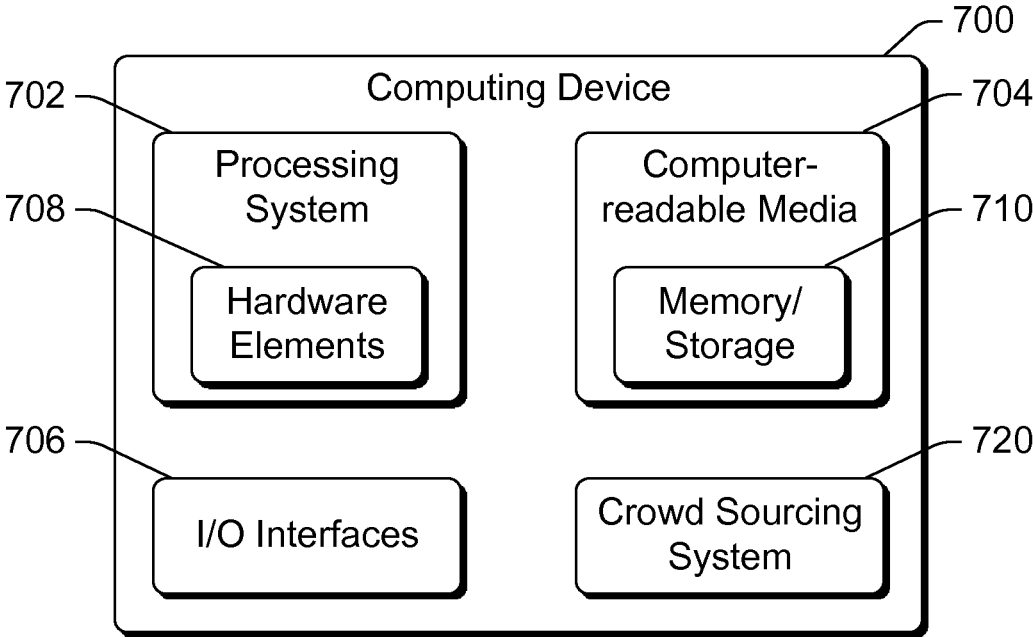 700
Computing Device
702
704
Processing
System
Computer-
readable Media
708
710
Hardware
Elements
Memory/
Storage
706
720
I/O Interfaces
Crowd Sourcing
System